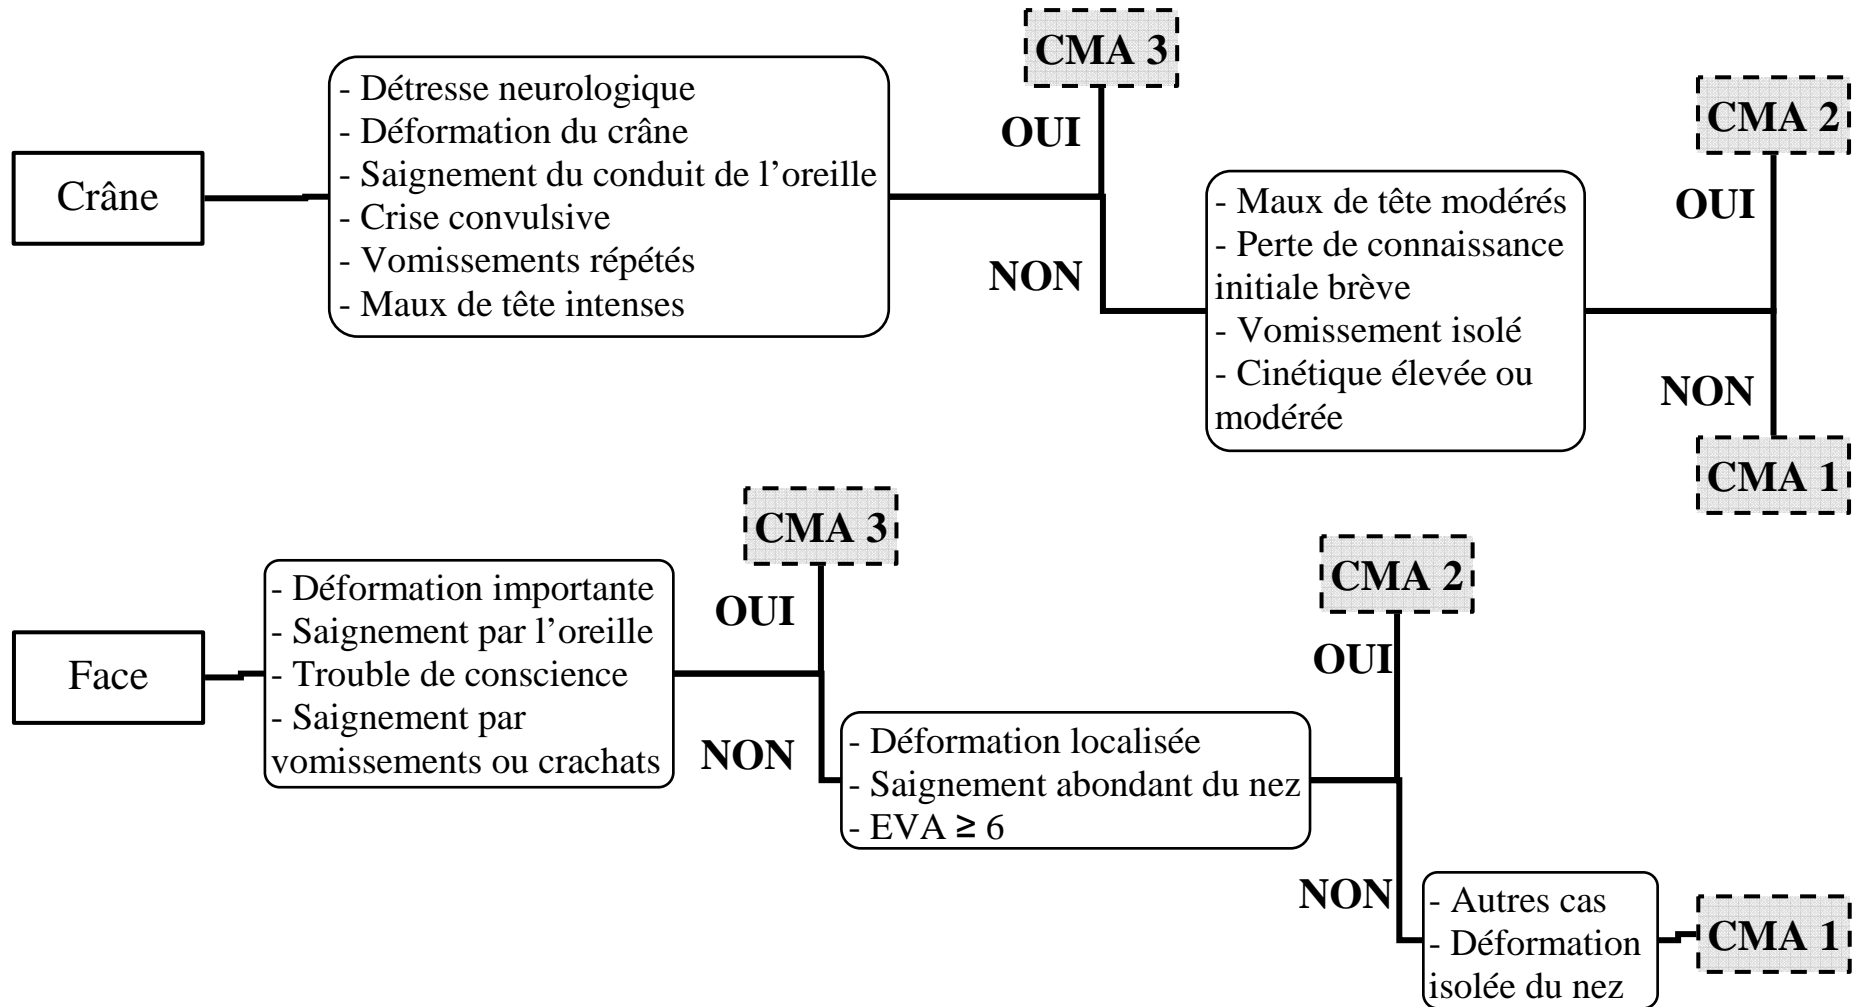 Crâne
- Détresse neurologique
- Déformation du crâne
- Saignement du conduit de l’oreille
- Crise convulsive
- Vomissements répétés
- Maux de tête intenses
OUI
CMA 3
NON
- Maux de tête modérés
- Perte de connaissance
initiale brève
- Vomissement isolé
- Cinétique élevée ou
modérée
OUI
CMA 2
NON
CMA 1
Face
- Déformation importante
- Saignement par l’oreille
- Trouble de conscience
- Saignement par
vomissements ou crachats
OUI
CMA 3
NON
- Déformation localisée
- Saignement abondant du nez
- EVA ≥ 6
OUI
CMA 2
NON
- Autres cas
- Déformation
isolée du nez
CMA 1